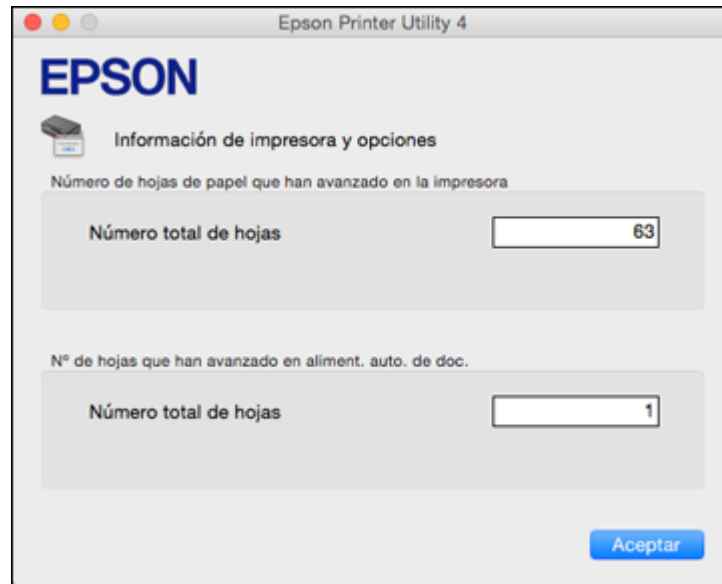 Epson Printer Utility 4
EPSON
Información de impresora y opciones
Número de hojas de papel que han avanzado en la impresora
Número total de hojas 63
Nº de hojas que han avanzado en aliment. auto. de doc.
Número total de hojas 1
Aceptar